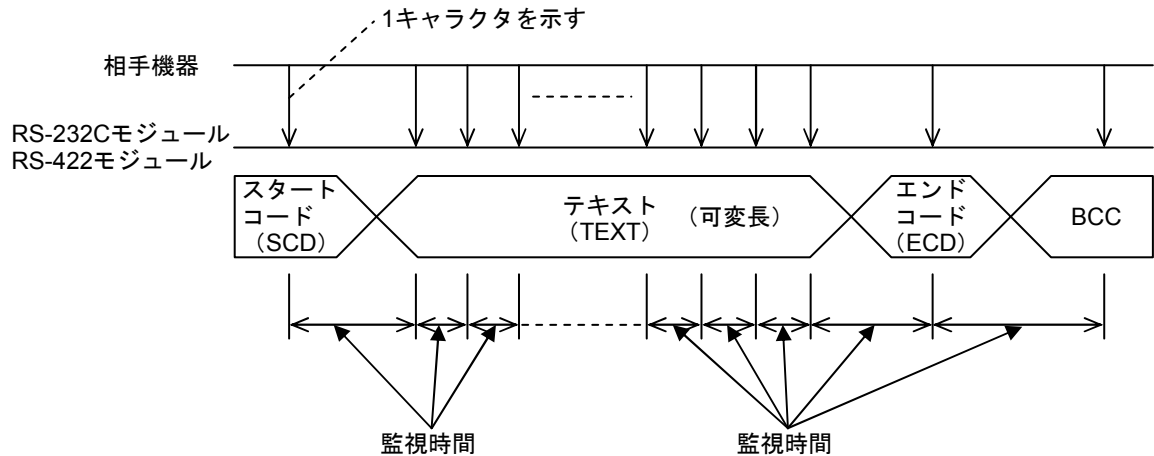 1キャラクタを示す
相手機器
RS-232Cモジュール
RS-422モジュール
スタート
コード
（SCD）
テキスト （可変長）
（TEXT）
エンド
コード
（ECD）
BCC
監視時間
監視時間